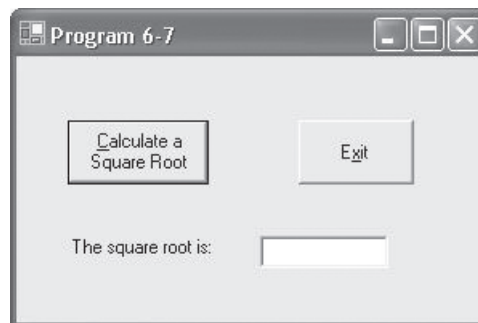 Program 6-7
Calculate a
Square Root
Exit
The square root is: